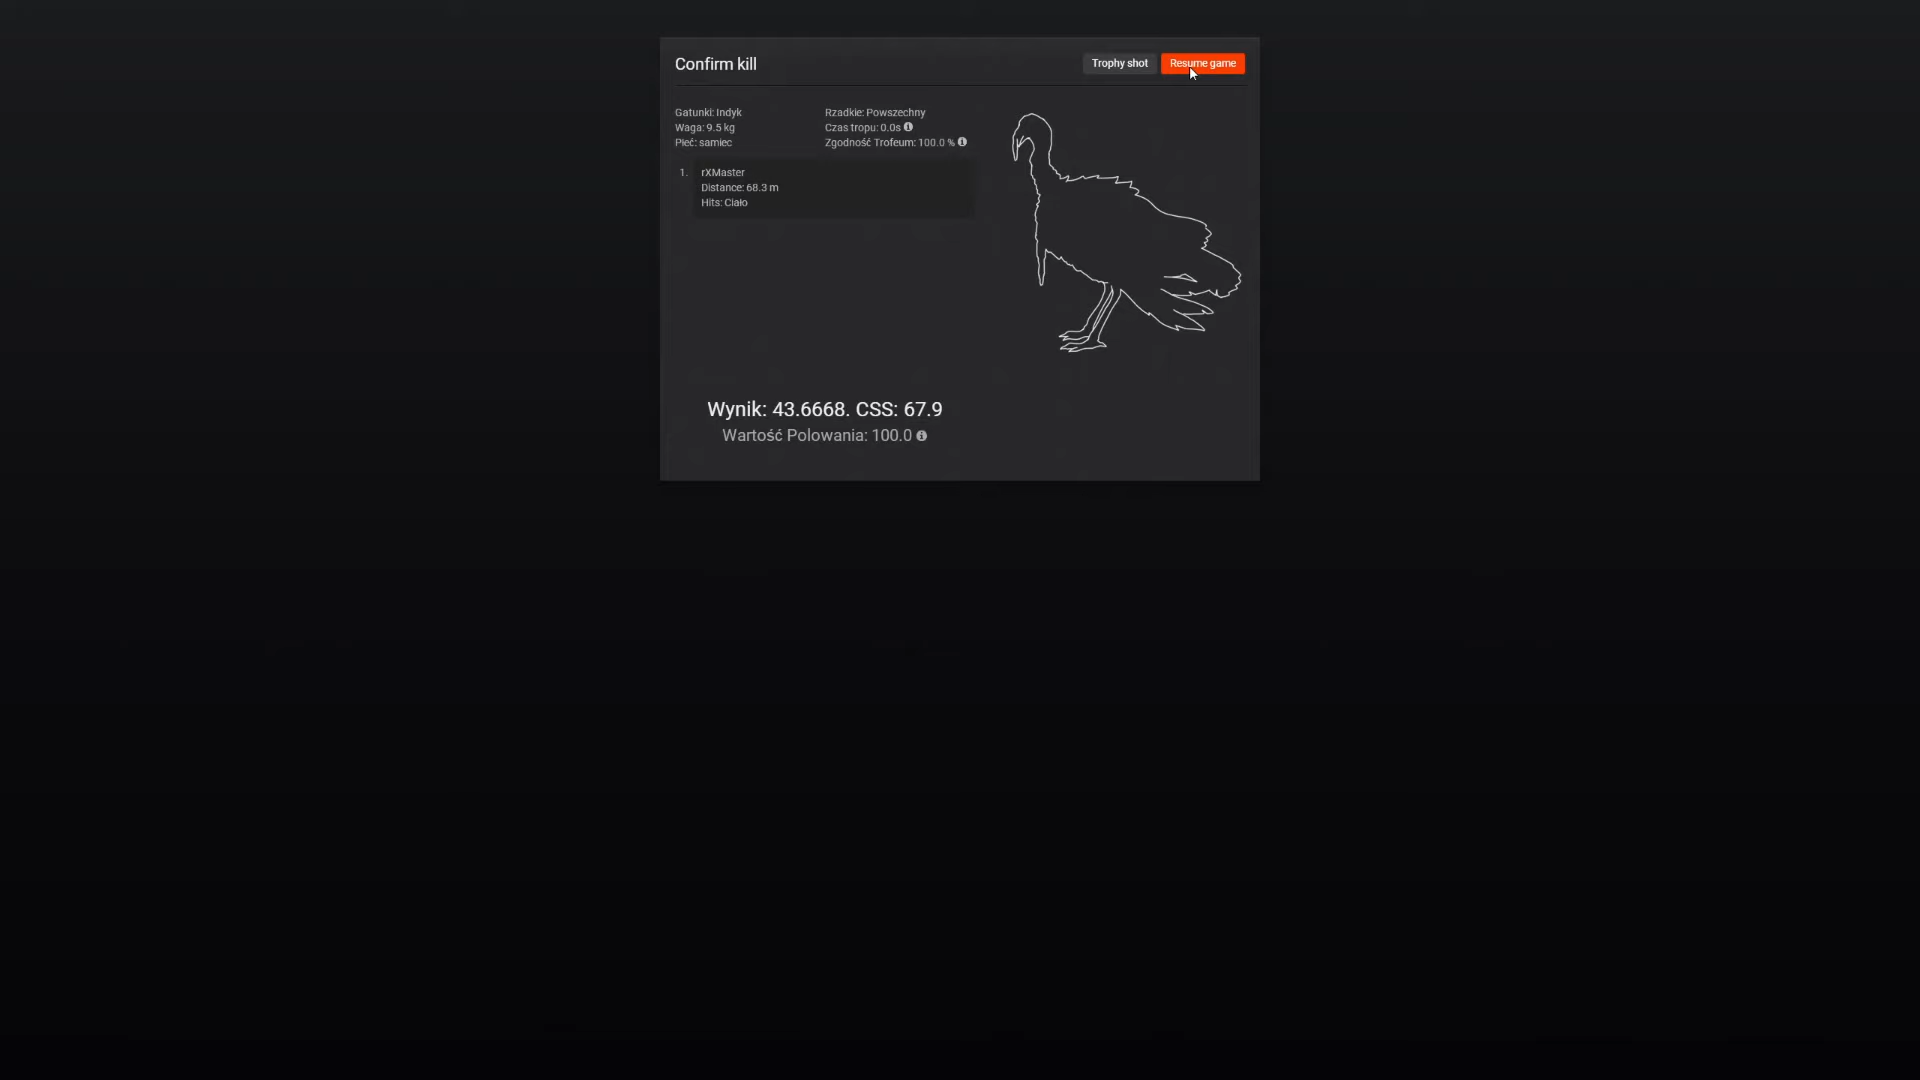 Confirm kill
Trophy shot
Resume game
Gatunki: Indyk
Waga: 9.5 kg
Płeć: samiec
Rzadkie: Powszechny
Czas tropu: 0.0s
Zgodność Trofeum: 100.0 %
1.
rXMaster
Distance: 68.3 m
Hits: Ciało
Wynik: 43.6668. CSS: 67.9
Wartość Polowania: 100.0